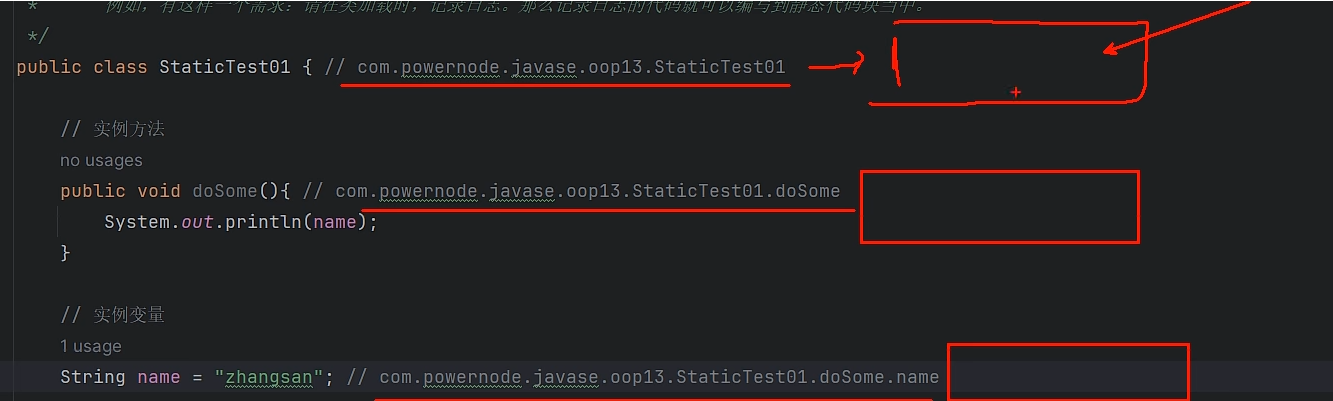 * 例如，有这样一个需求：请在类加载时，记录日志。那么记录日志的代码就可以编写到静态代码块当中。
*/
public class StaticTest01 { // com.powernode.javase.oop13.StaticTest01
// 实例方法
no usages
public void doSome(){ // com.powernode.javase.oop13.StaticTest01.doSome
System.out.println(name);
}
// 实例变量
1 usage
String name = "zhangsan"; // com.powernode.javase.oop13.StaticTest01.doSome.name